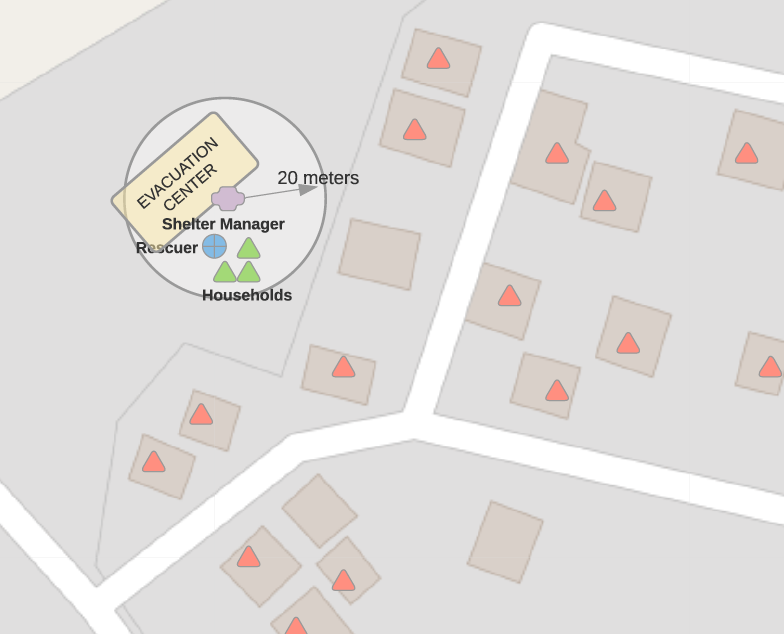 EVACUATION
CENTER
20 meters
Shelter Manager
Rescuer
Households